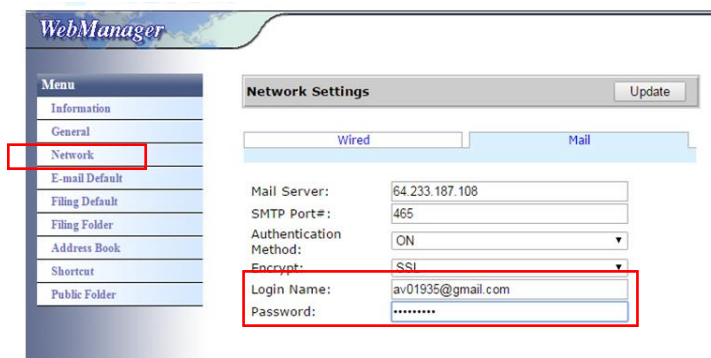 WebManager
Menu
Information
General
Network
E-mail Default
Filing Default
Filing Folder
Address Book
Shortcut
Public Folder
Network Settings
Update
Wired
Mail
Mail Server: 64.233.187.108
SMTP Port#: 465
Authentication
Method: ON
Encrypt: SSL
Login Name: av01935@gmail.com
Password: •••••••••